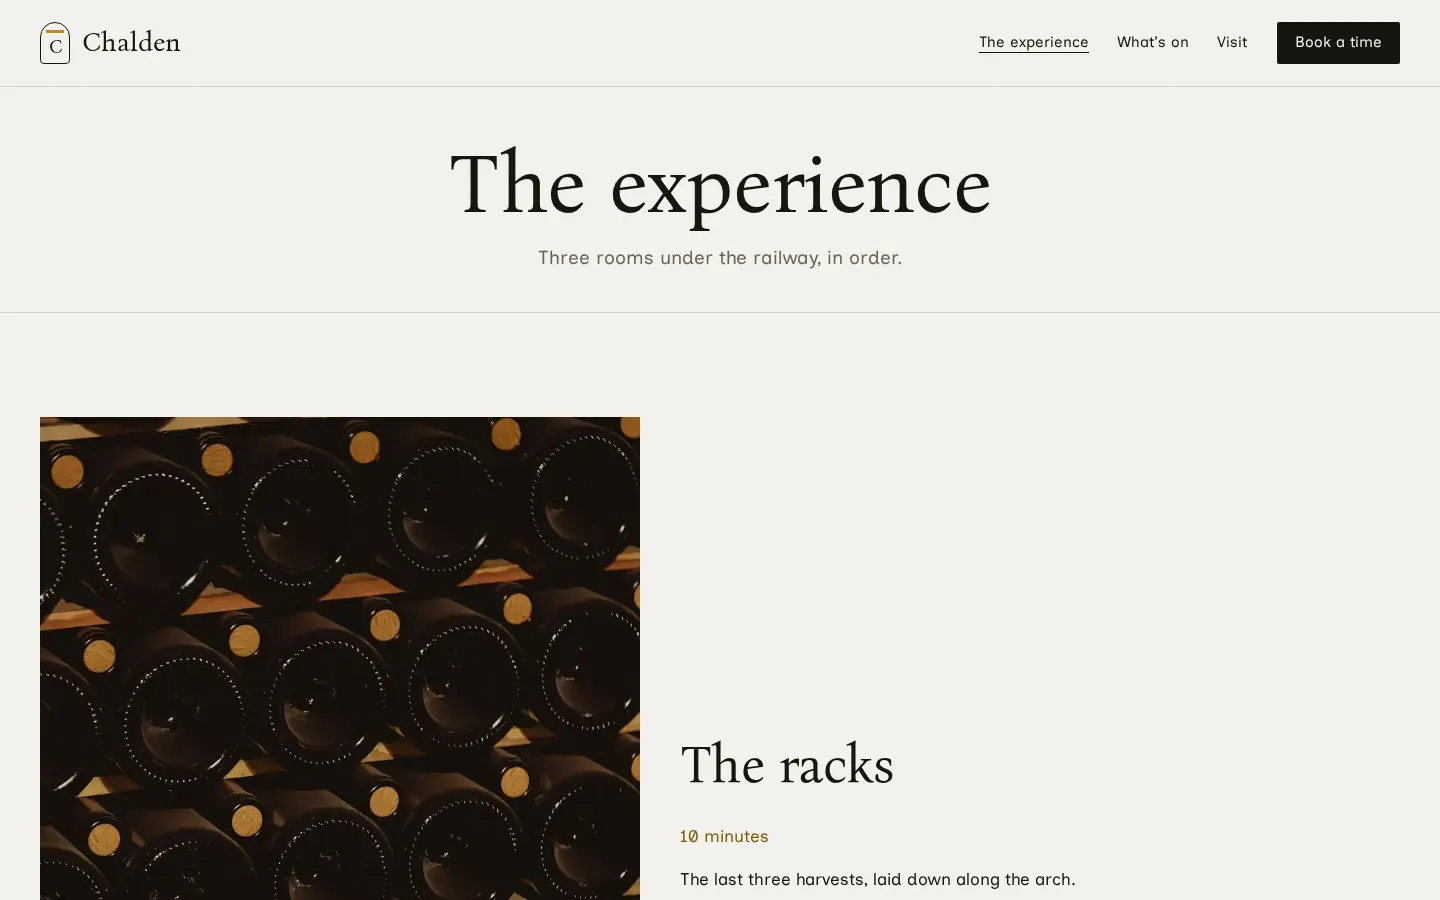 C Chalden
The experience
What's on
Visit
Book a time
The experience
Three rooms under the railway, in order.
The racks
10 minutes
The last three harvests, laid down along the arch.